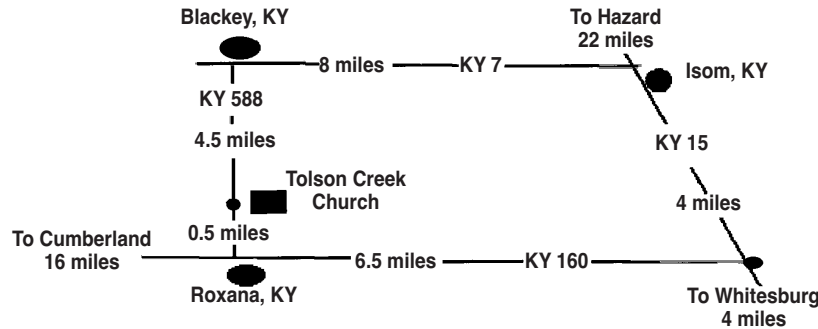 Blackey, KY
To Hazard
22 miles
8 miles
KY 7
Isom, KY
KY 588
4.5 miles
KY 15
Tolson Creek
Church
4 miles
0.5 miles
To Cumberland
16 miles
6.5 miles
KY 160
Roxana, KY
To Whitesburg
4 miles